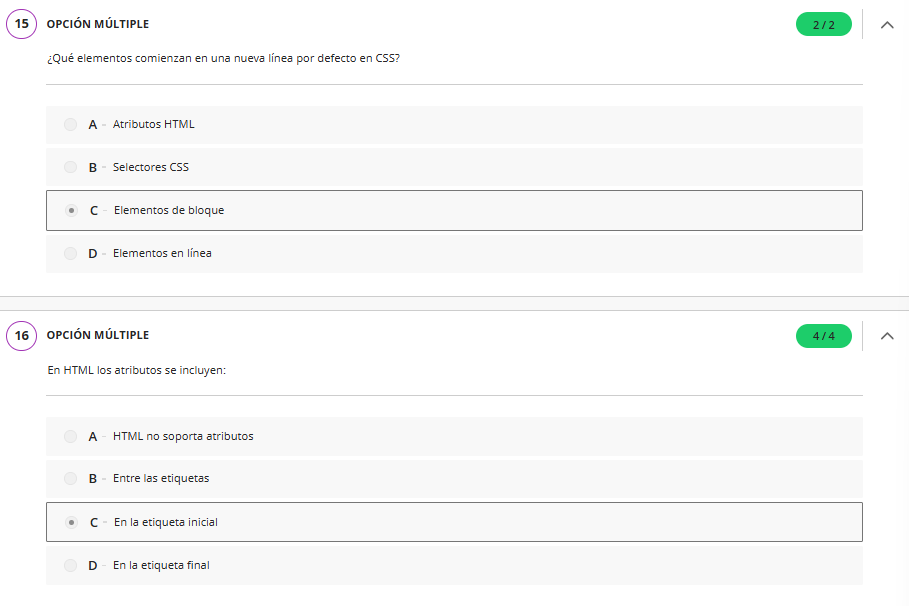 15 OPCIÓN MÚLTIPLE 2 / 2
¿Qué elementos comienzan en una nueva línea por defecto en CSS?
A - Atributos HTML
B - Selectores CSS
C - Elementos de bloque
D - Elementos en línea
16 OPCIÓN MÚLTIPLE 4 / 4
En HTML los atributos se incluyen:
A - HTML no soporta atributos
B - Entre las etiquetas
C - En la etiqueta inicial
D - En la etiqueta final